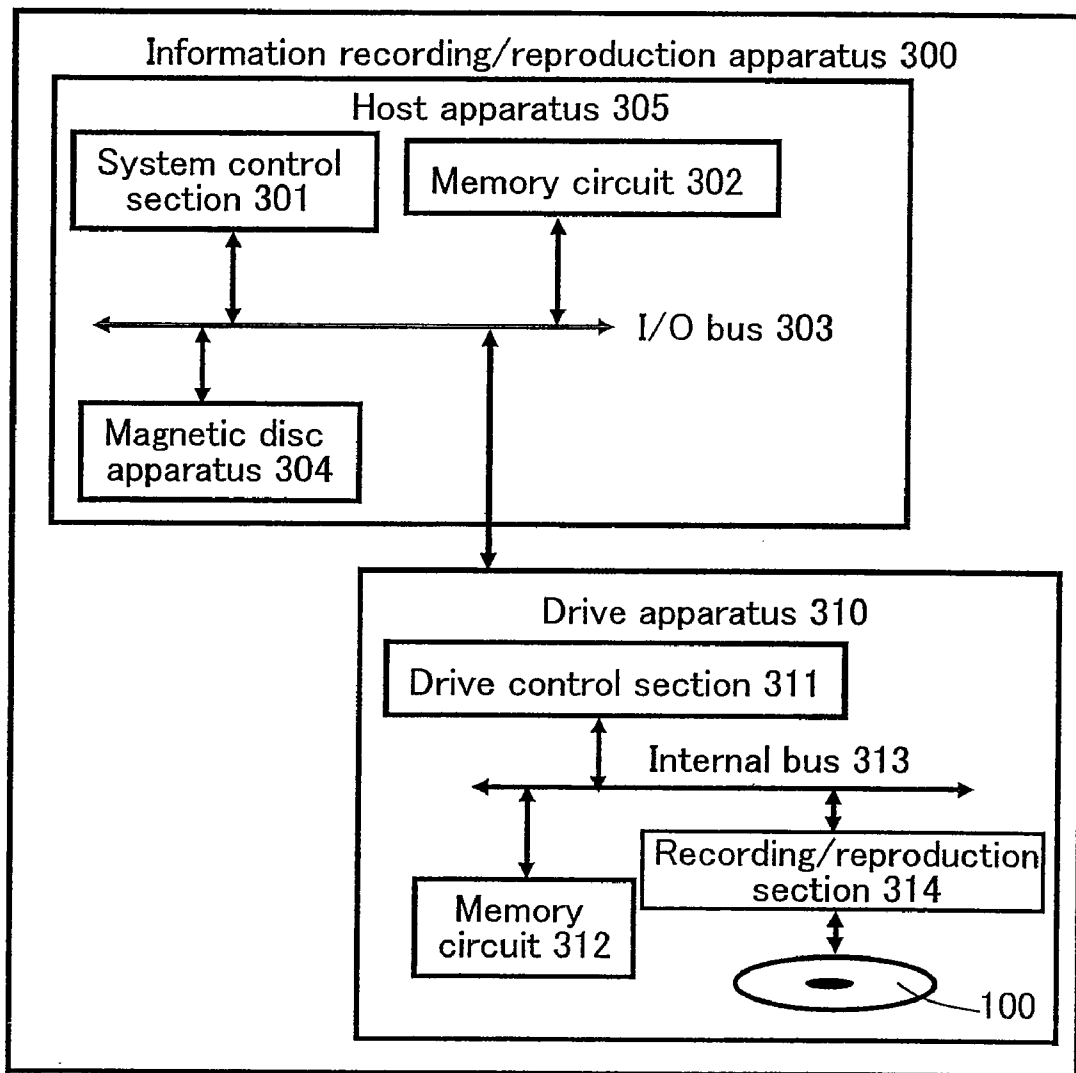 Information recording/reproduction apparatus 300
Host apparatus 305
System control
section 301
Memory circuit 302
I/O bus 303
Magnetic disc
apparatus 304
Drive apparatus 310
Drive control section 311
Internal bus 313
Recording/reproduction
section 314
Memory
circuit 312
100